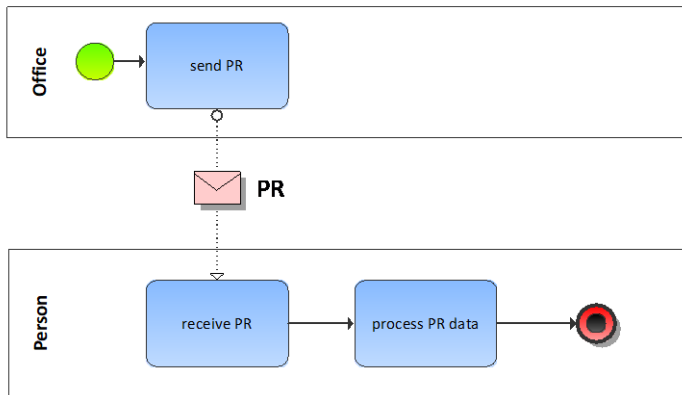 Office
send PR
PR
Person
receive PR
process PR data